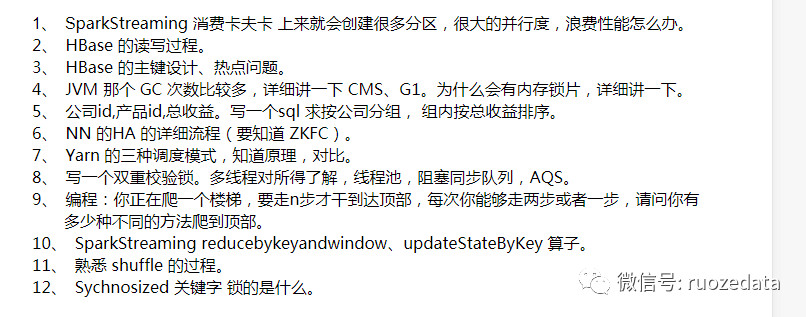 1、 SparkStreaming 消费卡夫卡 上来就会创建很多分区，很大的并行度，浪费性能怎么办。
2、 HBase 的读写过程。
3、 HBase 的主键设计、热点问题。
4、 JVM 那个 GC 次数比较多，详细讲一下 CMS、G1。为什么会有内存锁片，详细讲一下。
5、 公司id,产品id,总收益。写一个sql 求按公司分组， 组内按总收益排序。
6、 NN 的HA 的详细流程（要知道 ZKFC）。
7、 Yarn 的三种调度模式，知道原理，对比。
8、 写一个双重校验锁。多线程对所得了解，线程池，阻塞同步队列，AQS。
9、 编程：你正在爬一个楼梯，要走n步才干到达顶部，每次你能够走两步或者一步，请问你有
多少种不同的方法爬到顶部。
10、 SparkStreaming reducebykeyandwindow、updateStateByKey 算子。
11、 熟悉 shuffle 的过程。
12、 Sychnosized 关键字 锁的是什么。
微信号: ruozedata